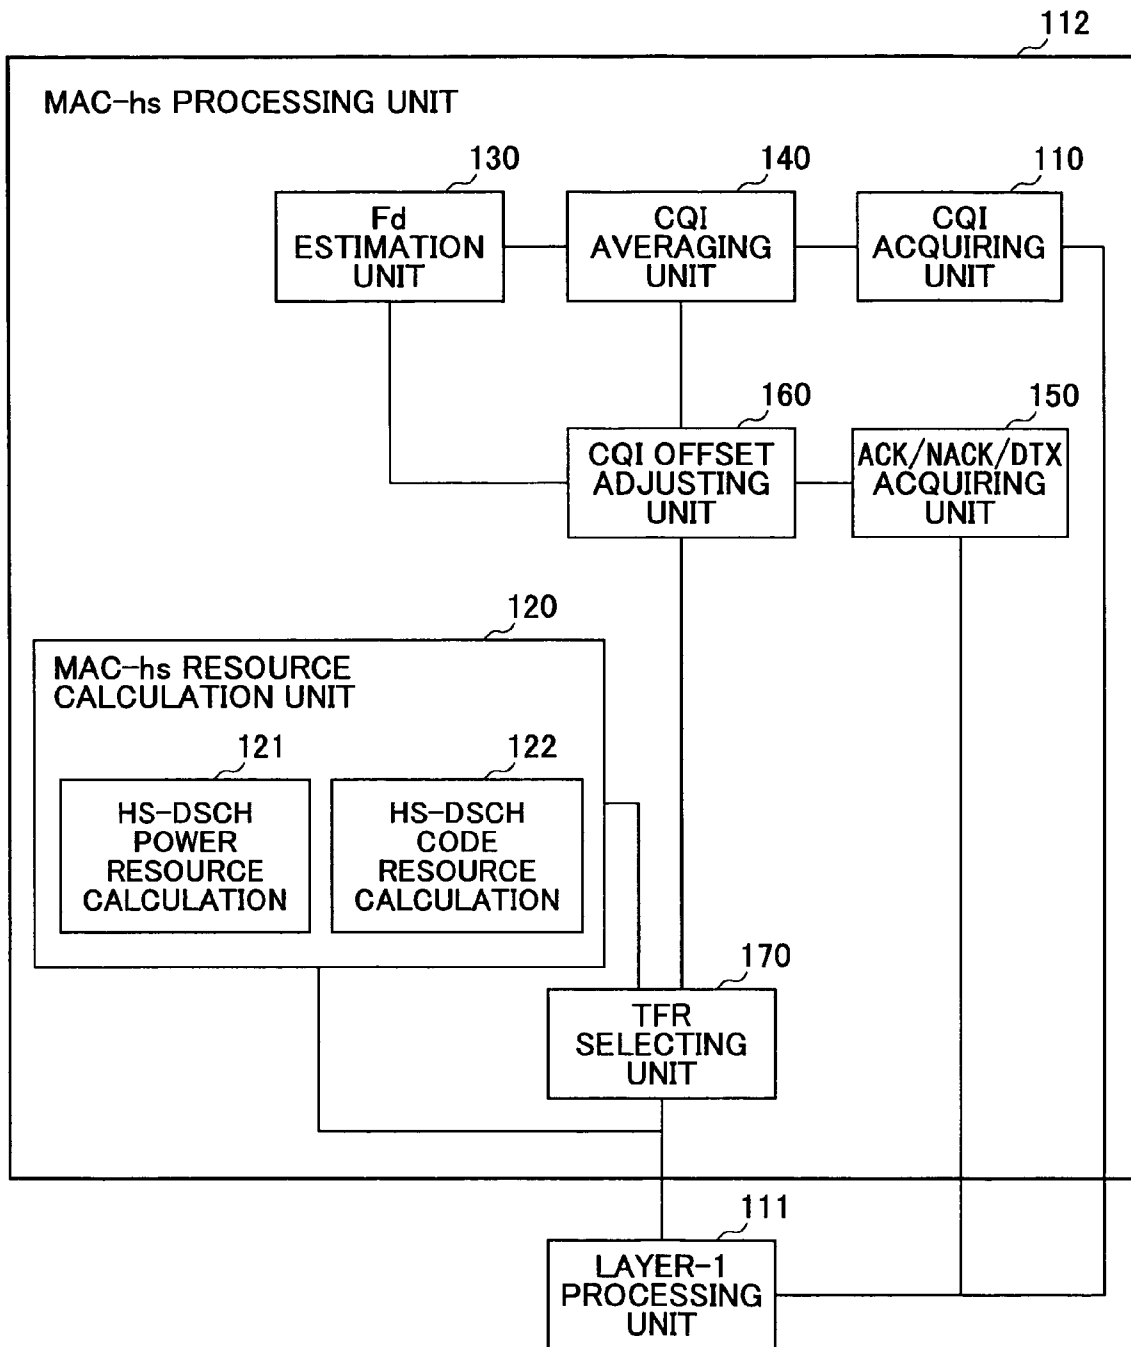 112
MAC-hs PROCESSING UNIT
130
140
110
Fd
ESTIMATION
UNIT
CQI
AVERAGING
UNIT
CQI
ACQUIRING
UNIT
160
150
CQI OFFSET
ADJUSTING
UNIT
ACK/NACK/DTX
ACQUIRING
UNIT
120
MAC-hs RESOURCE
CALCULATION UNIT
121
122
HS-DSCH
POWER
RESOURCE
CALCULATION
HS-DSCH
CODE
RESOURCE
CALCULATION
170
TFR
SELECTING
UNIT
111
LAYER-1
PROCESSING
UNIT